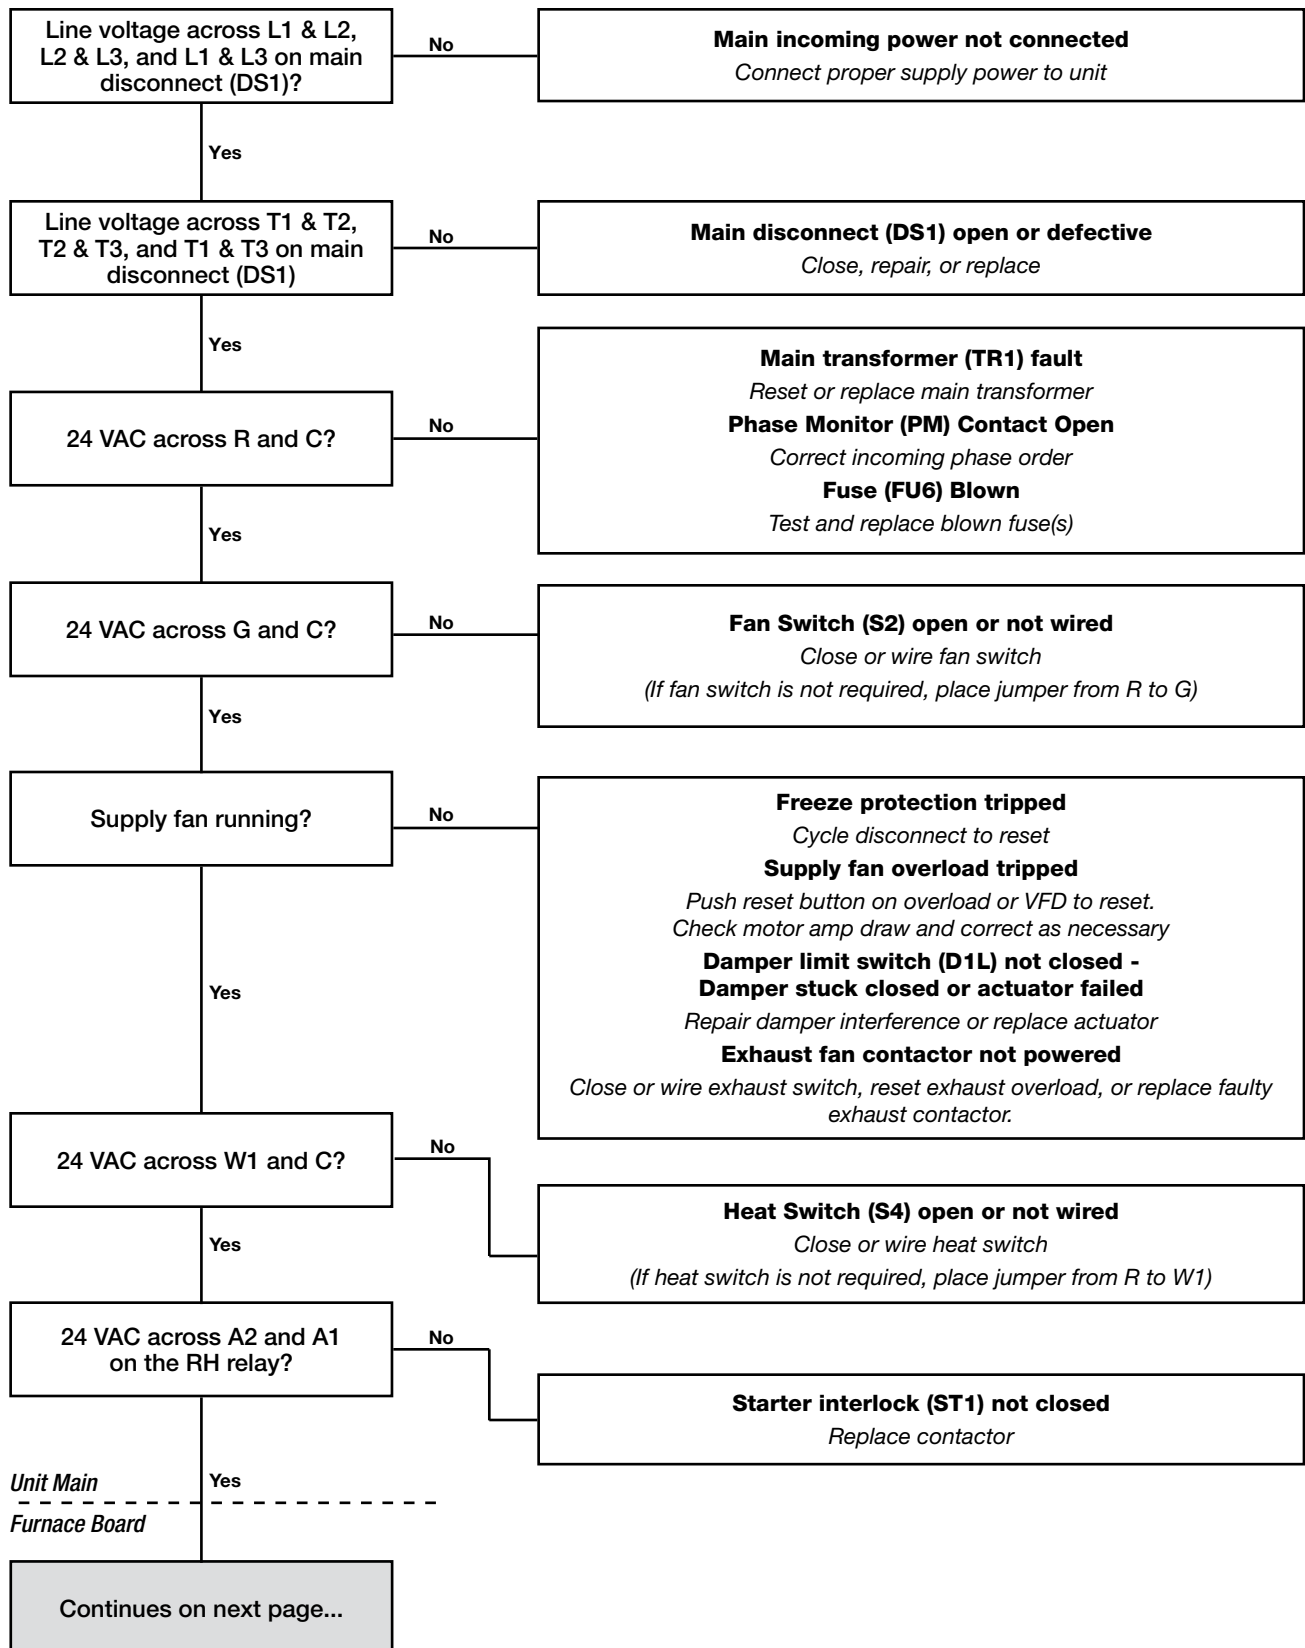 Line voltage across L1 & L2,
L2 & L3, and L1 & L3 on main
disconnect (DS1)?
No
Main incoming power not connected
Connect proper supply power to unit
Yes
Line voltage across T1 & T2,
T2 & T3, and T1 & T3 on main
disconnect (DS1)
No
Main disconnect (DS1) open or defective
Close, repair, or replace
Yes
24 VAC across R and C?
No
Main transformer (TR1) fault
Reset or replace main transformer
Phase Monitor (PM) Contact Open
Correct incoming phase order
Fuse (FU6) Blown
Test and replace blown fuse(s)
Yes
24 VAC across G and C?
No
Fan Switch (S2) open or not wired
Close or wire fan switch
(If fan switch is not required, place jumper from R to G)
Yes
Supply fan running?
No
Freeze protection tripped
Cycle disconnect to reset
Supply fan overload tripped
Push reset button on overload or VFD to reset.
Check motor amp draw and correct as necessary
Damper limit switch (D1L) not closed -
Damper stuck closed or actuator failed
Repair damper interference or replace actuator
Exhaust fan contactor not powered
Close or wire exhaust switch, reset exhaust overload, or replace faulty
exhaust contactor.
Yes
24 VAC across W1 and C?
No
Heat Switch (S4) open or not wired
Close or wire heat switch
(If heat switch is not required, place jumper from R to W1)
Yes
24 VAC across A2 and A1
on the RH relay?
No
Starter interlock (ST1) not closed
Replace contactor
Unit Main
Yes
Furnace Board
Continues on next page...